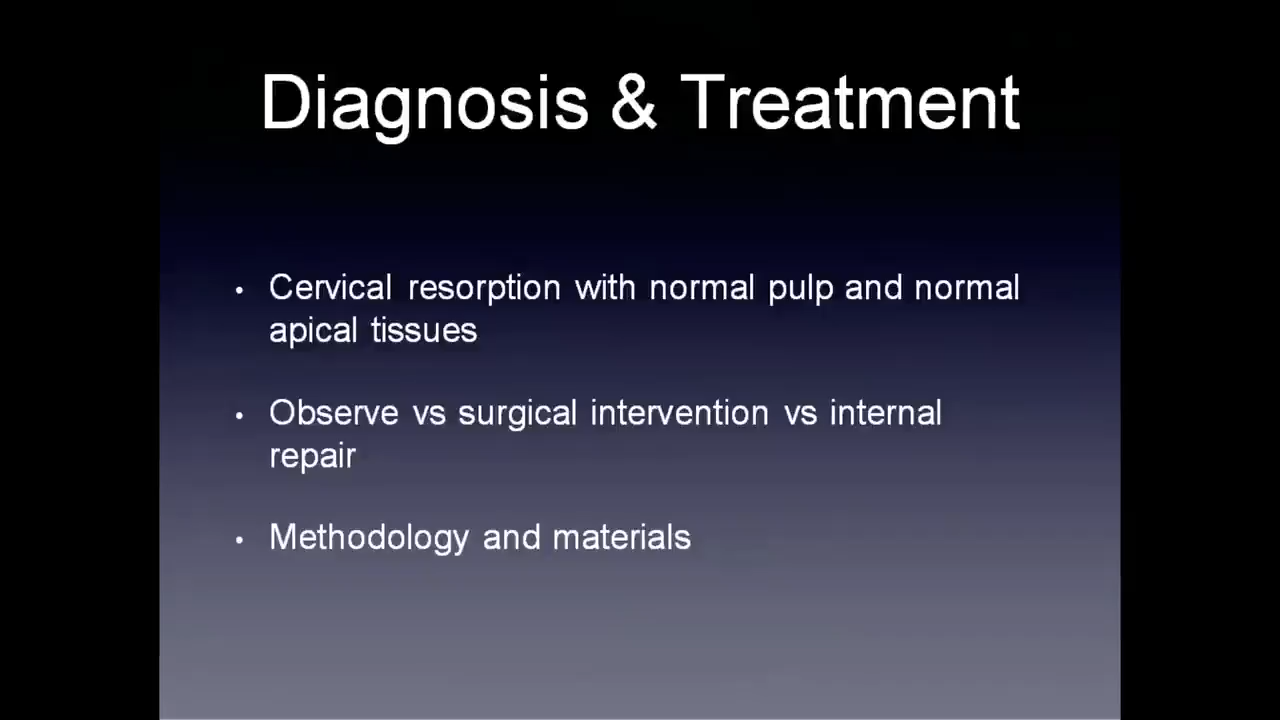 Diagnosis & Treatment
• Cervical resorption with normal pulp and normal
apical tissues
• Observe vs surgical intervention vs internal
repair
• Methodology and materials